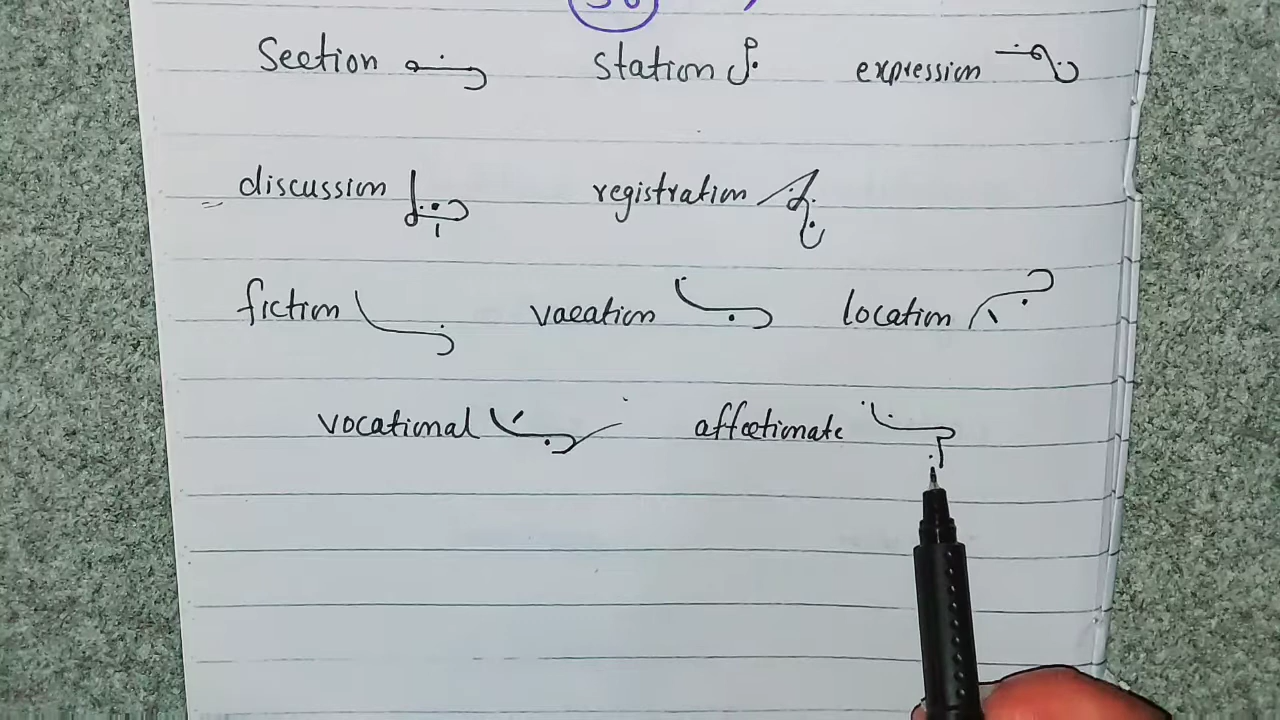 Section station expression
discussion registration
fiction vacation location
vocational affectionate